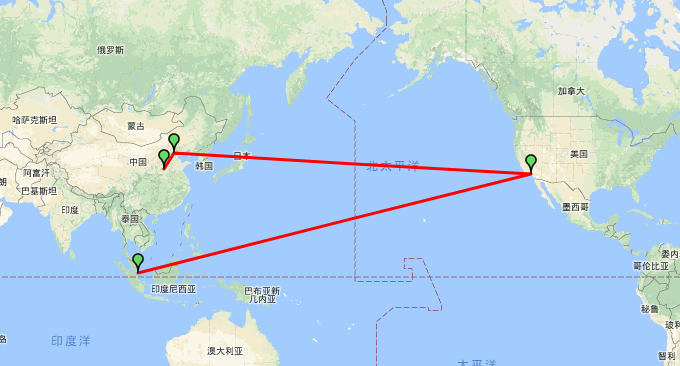 俄罗斯
加拿大
哈萨克斯坦
蒙古
日本
中国
韩国
北太平洋
美国
阿富汗
巴基斯坦
朗
印度
泰国
墨西哥
委内
哥伦比亚
印度尼西亚
巴布亚新
几内亚
秘鲁
玻利
印度洋
澳大利亚
智利
太平洋
岛